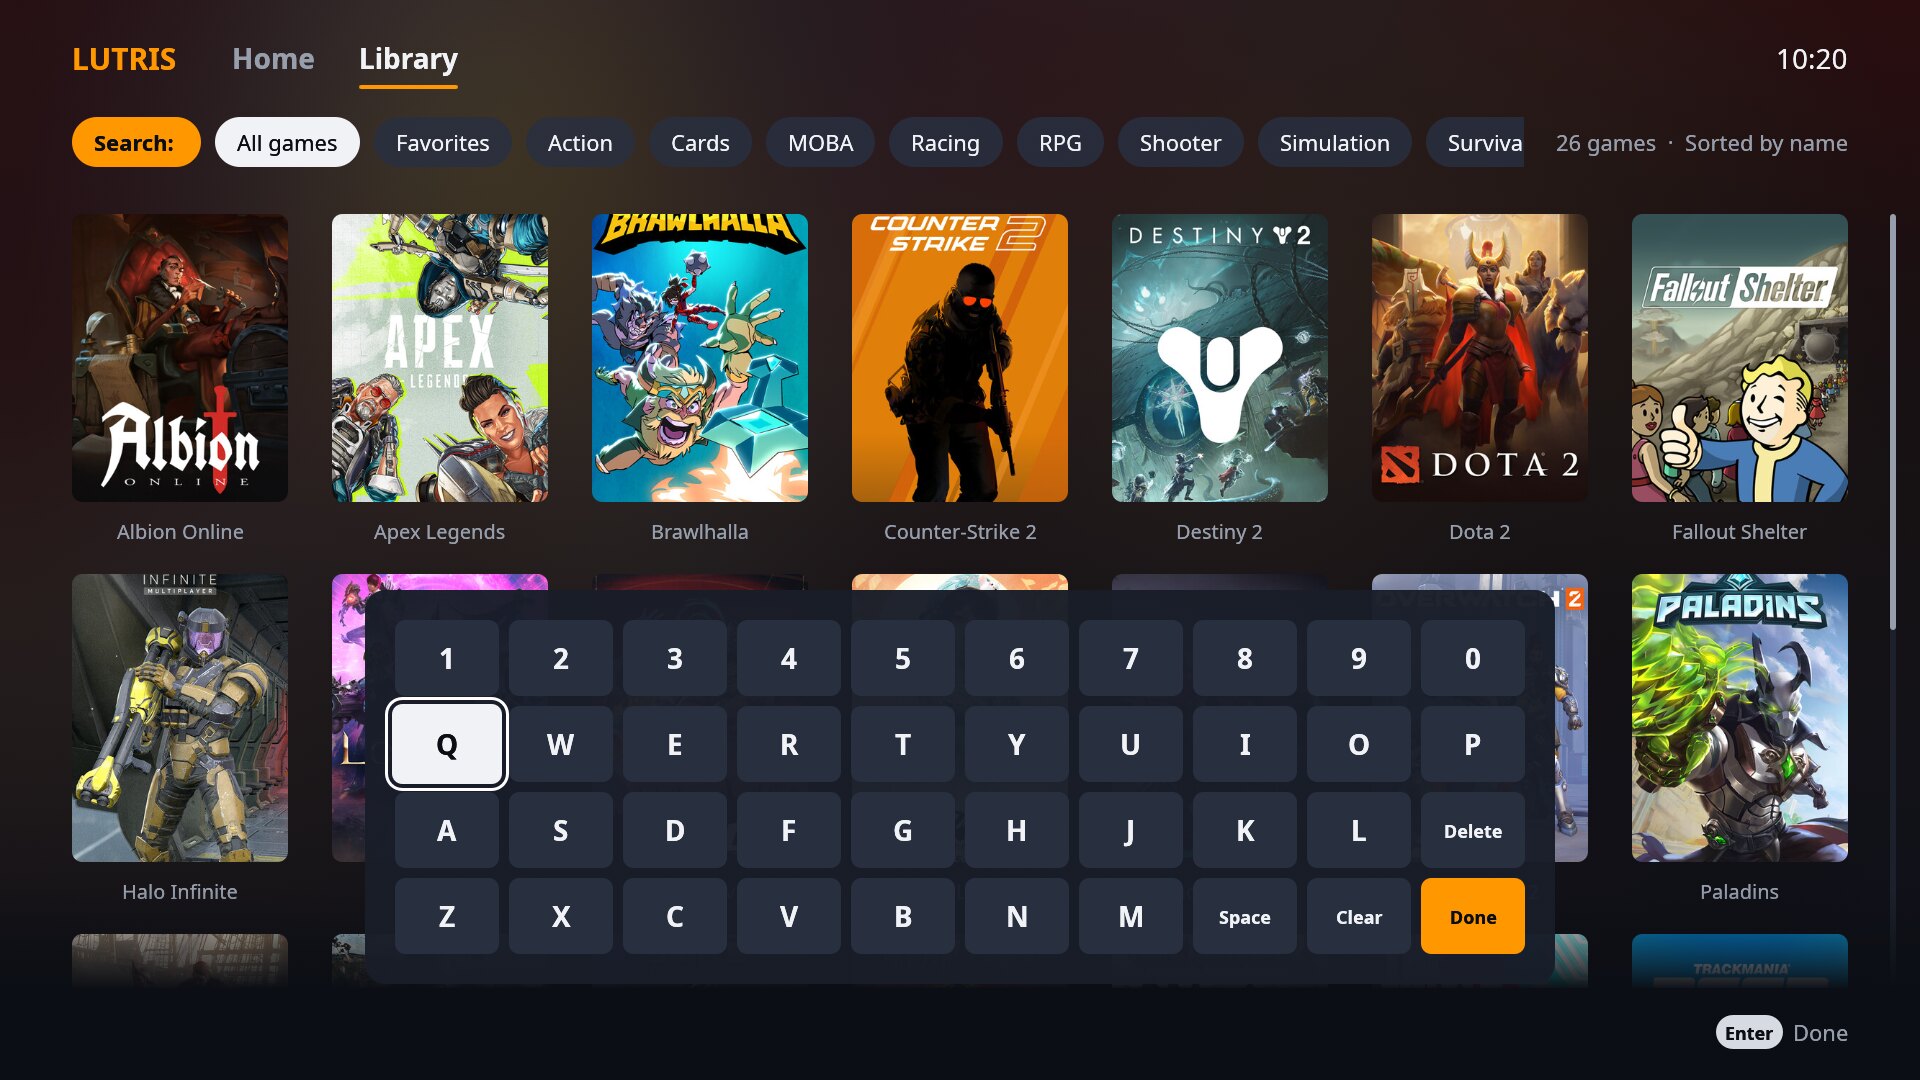 LUTRIS Home Library 10:20
Search: All games Favorites Action Cards MOBA Racing RPG Shooter Simulation Surviva 26 games · Sorted by name
Albion
ONLINE
APEX
LEGENDS
BRAWLHALLA
COUNTER
STRIKE 2
DESTINY 2
DOTA 2
Fallout Shelter
Albion Online Apex Legends Brawlhalla Counter-Strike 2 Destiny 2 Dota 2 Fallout Shelter
INFINITE
MULTIPLAYER
2
PALADINS
1 2 3 4 5 6 7 8 9 0
Q W E R T Y U I O P
A S D F G H J K L Delete
Z X C V B N M Space Clear Done
Halo Infinite Paladins
TRACKMANIA
Enter Done